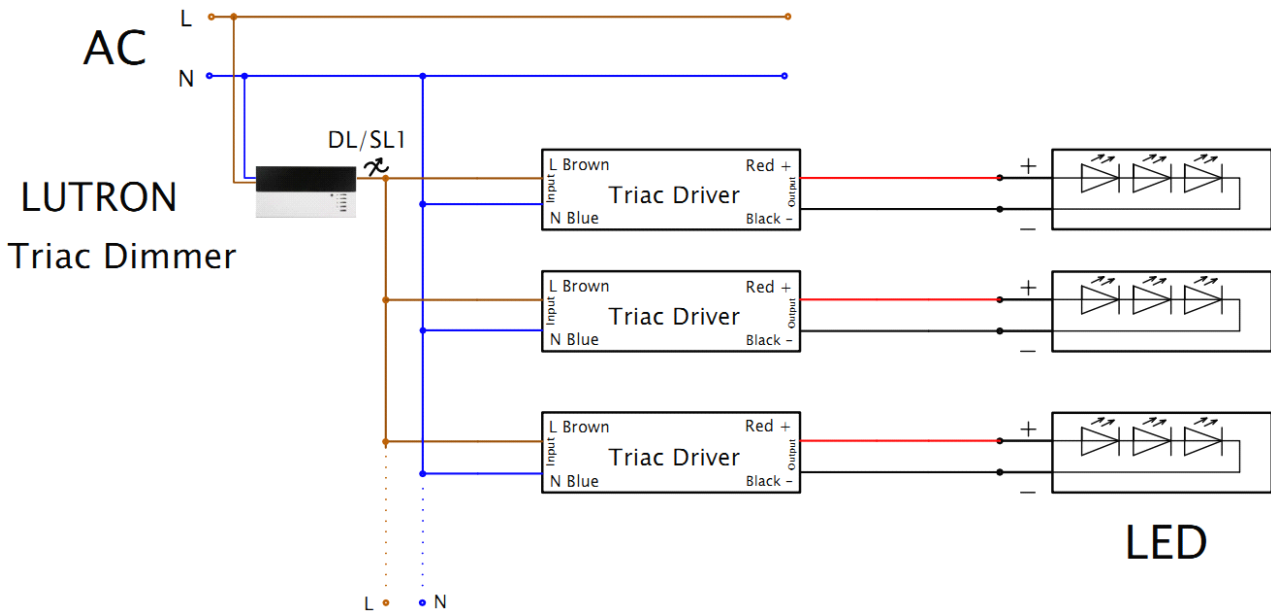 L
AC
N
DL/SL1
LUTRON
Triac Dimmer
L Brown
Red +
Input
Triac Driver
Output
N Blue
Black -
+
-
L Brown
Red +
Input
Triac Driver
Output
N Blue
Black -
+
-
L Brown
Red +
Input
Triac Driver
Output
N Blue
Black -
+
-
LED
L
N